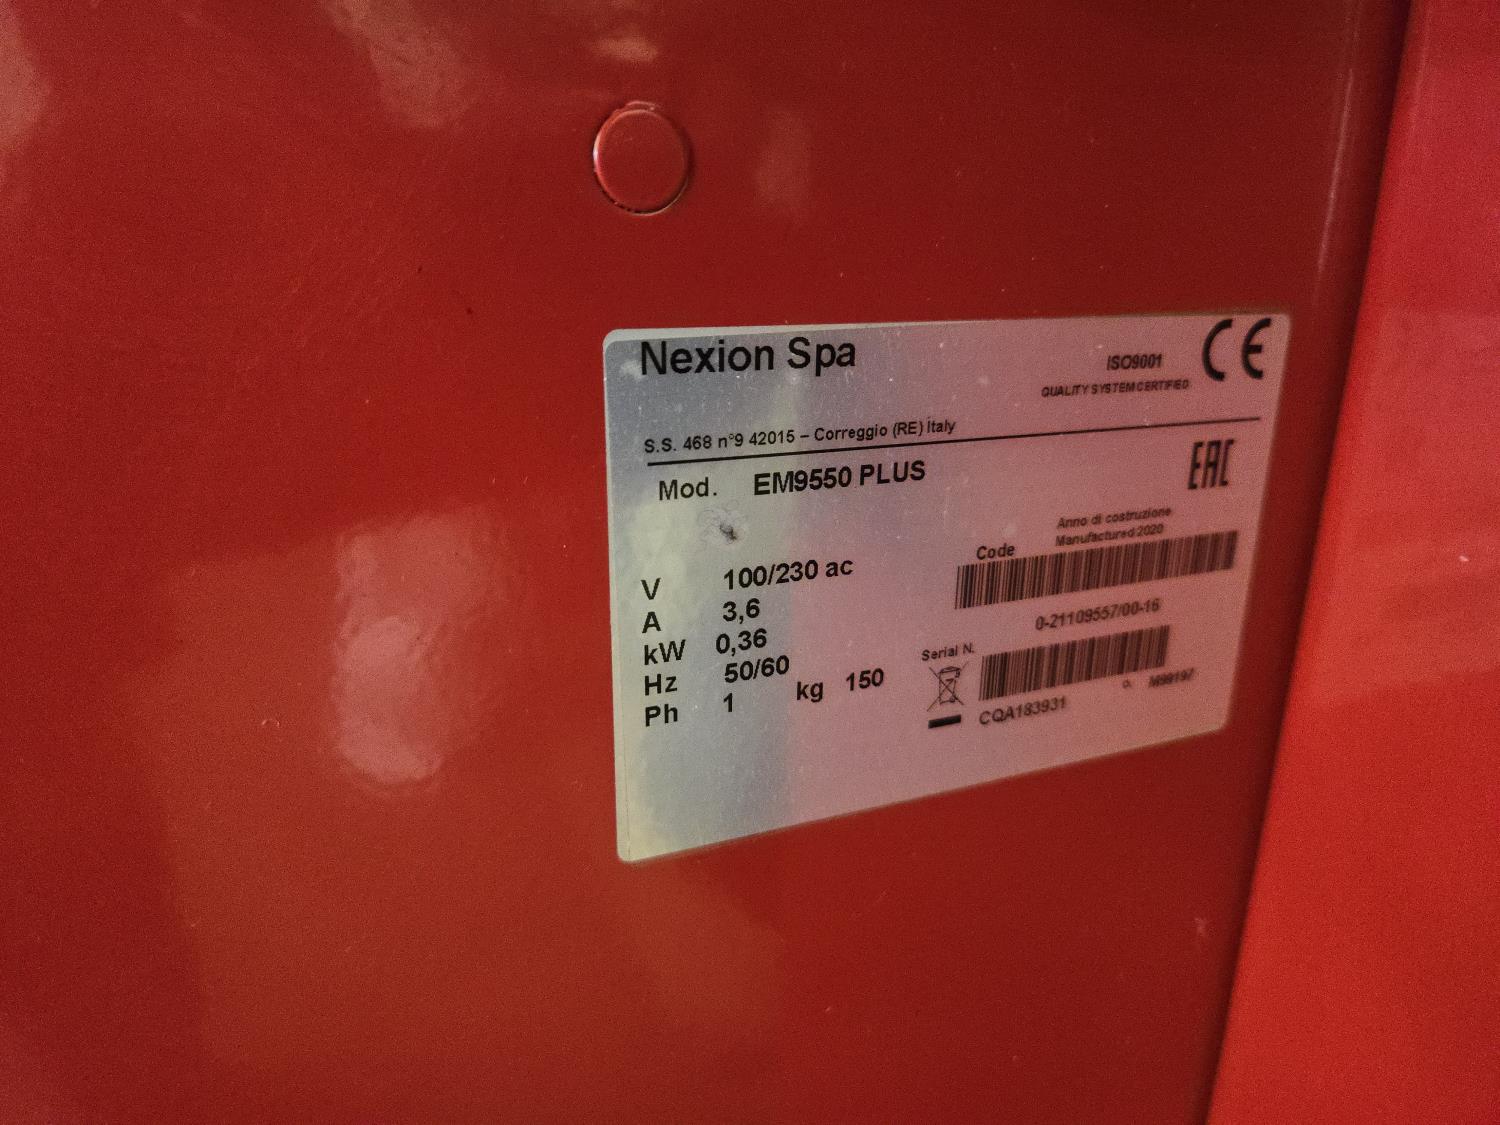 Nexion Spa
ISO9001
QUALITY SYSTEM CERTIFIED
CE
S.S. 468 n°9 42015 – Correggio (RE) Italy
Mod. EM9550 PLUS
EAC
Anno di costruzione
Manufactured 2020
Code
0-21109557/00-16
V 100/230 ac
A 3,6
kW 0,36
Hz 50/60
Ph 1
kg 150
Serial N.
CQA183931
o. M99197